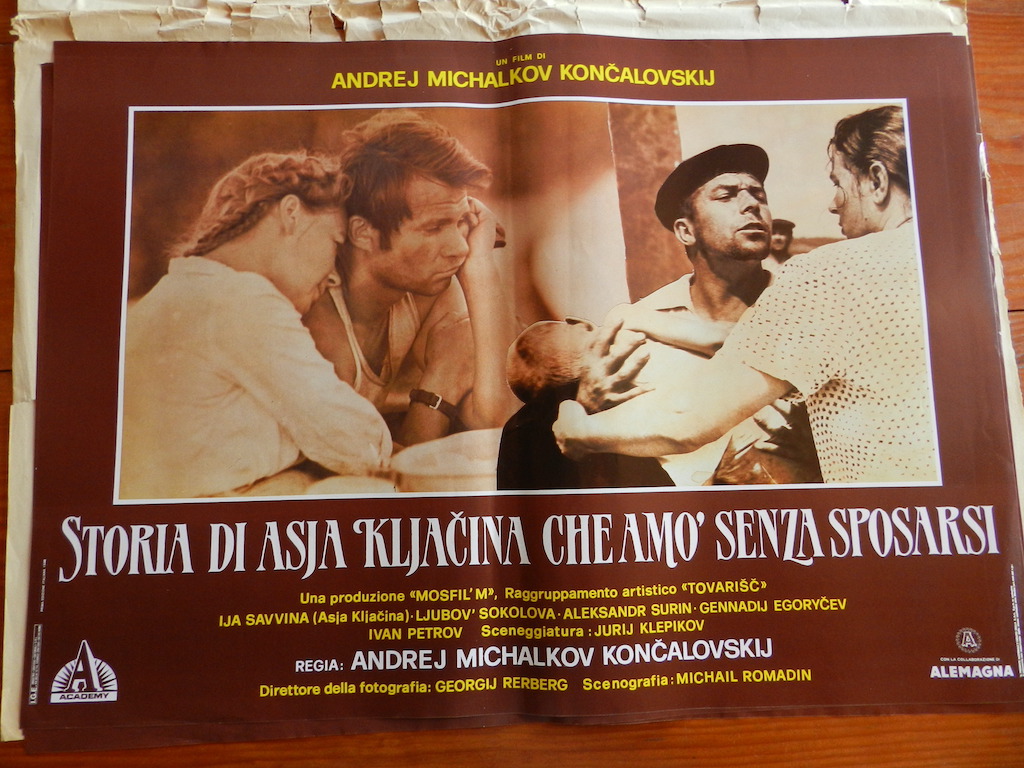 UN FILM DI
ANDREJ MICHALKOV KONČALOVSKIJ
STORIA DI ASJA KLJAČINA CHE AMO' SENZA SPOSARSI
Una produzione «MOSFIL'M», Raggruppamento artistico «TOVARIŠČ»
IJA SAVVINA (Asja Kljačina)·LJUBOV' SOKOLOVA·ALEKSANDR SURIN·GENNADIJ EGORYČEV
IVAN PETROV Sceneggiatura: JURIJ KLEPIKOV
REGIA: ANDREJ MICHALKOV KONČALOVSKIJ
Direttore della fotografia: GEORGIJ RERBERG Scenografia: MICHAIL ROMADIN
A
ACADEMY
A
CON LA COLLABORAZIONE DI
ALEMAGNA